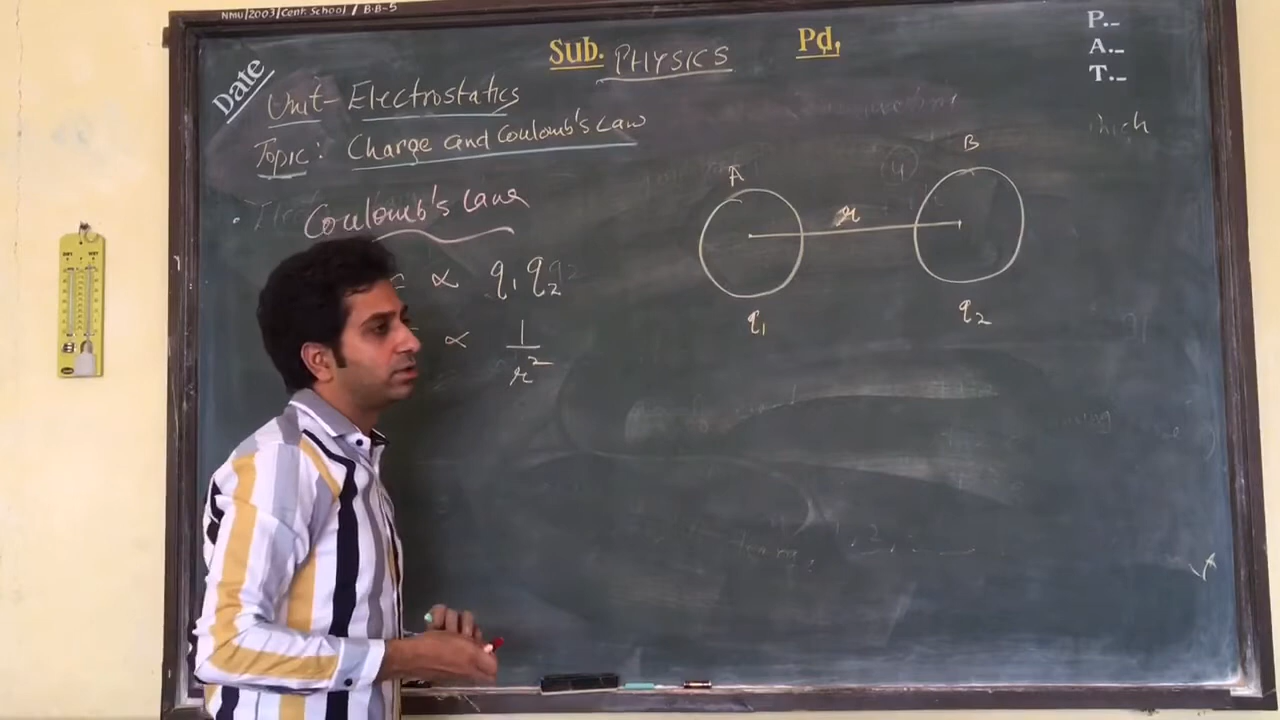 NMU/2003/Cent. School / B.B-5
Date
Sub. PHYSICS
Pd,
P.-
A.-
T.-
Unit- Electrostatics
Topic: Charge and Coulomb's Law
Coulomb's Law
∝ q1 q2
∝ 1/r²
A
B
r
q1
q2